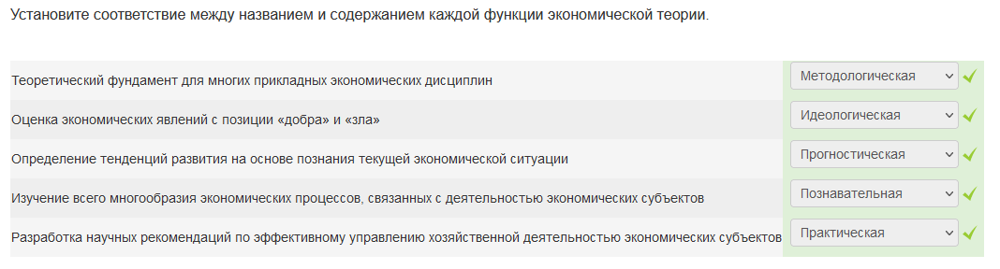 Установите соответствие между названием и содержанием каждой функции экономической теории.
Теоретический фундамент для многих прикладных экономических дисциплин Методологическая
Оценка экономических явлений с позиции «добра» и «зла» Идеологическая
Определение тенденций развития на основе познания текущей экономической ситуации Прогностическая
Изучение всего многообразия экономических процессов, связанных с деятельностью экономических субъектов Познавательная
Разработка научных рекомендаций по эффективному управлению хозяйственной деятельностью экономических субъектов Практическая